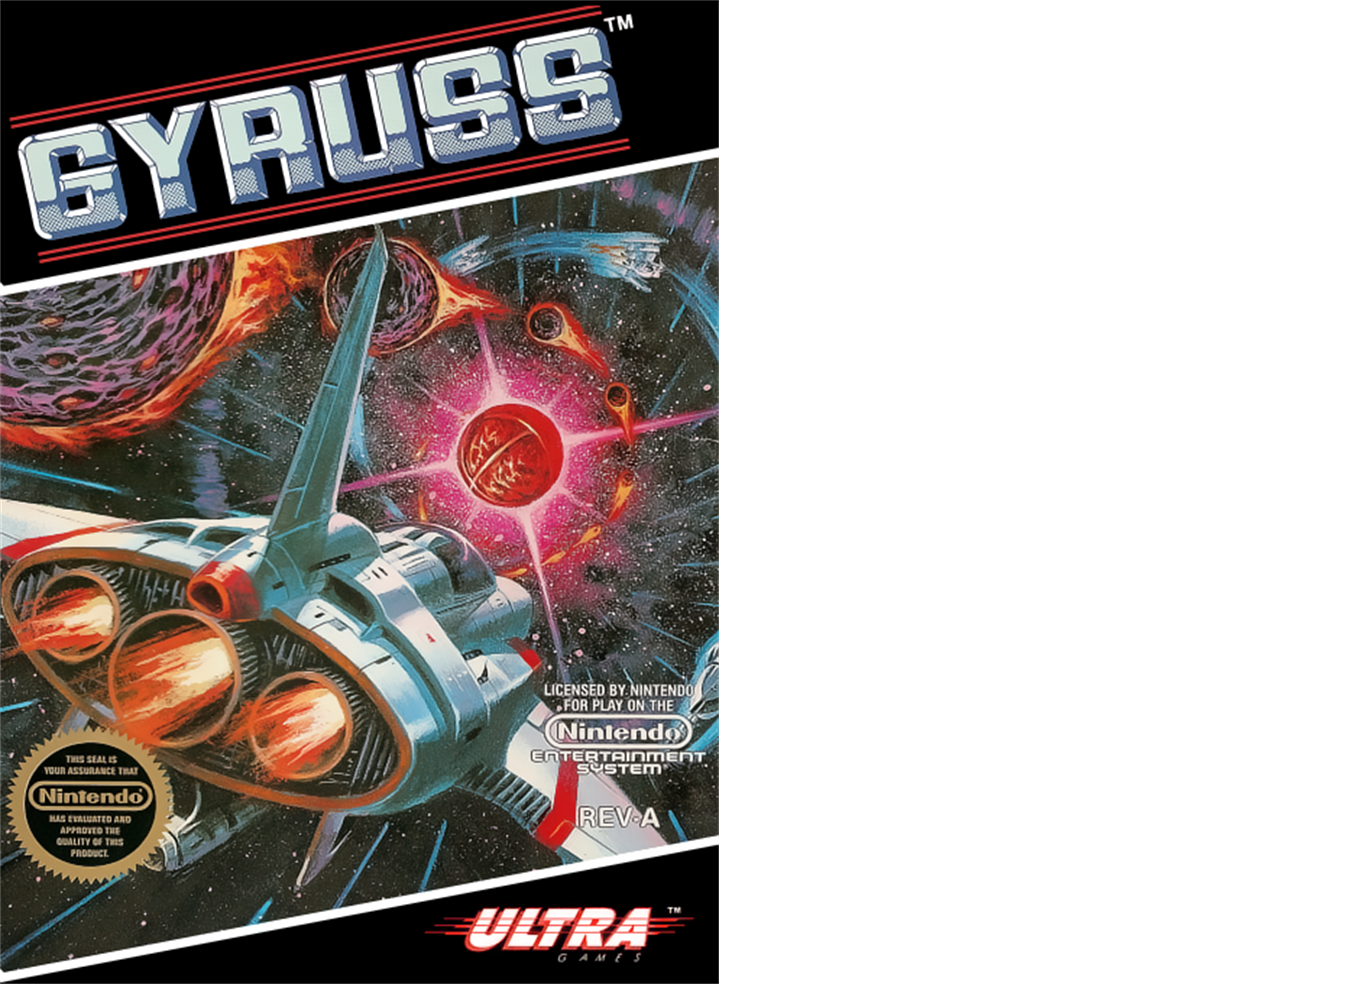 GYRUSS™
LICENSED BY NINTENDO
FOR PLAY ON THE
Nintendo®
ENTERTAINMENT
SYSTEM®
REV-A
THIS SEAL IS
YOUR ASSURANCE THAT
Nintendo®
HAS EVALUATED AND
APPROVED THE
QUALITY OF THIS
PRODUCT.
ULTRA™
GAMES